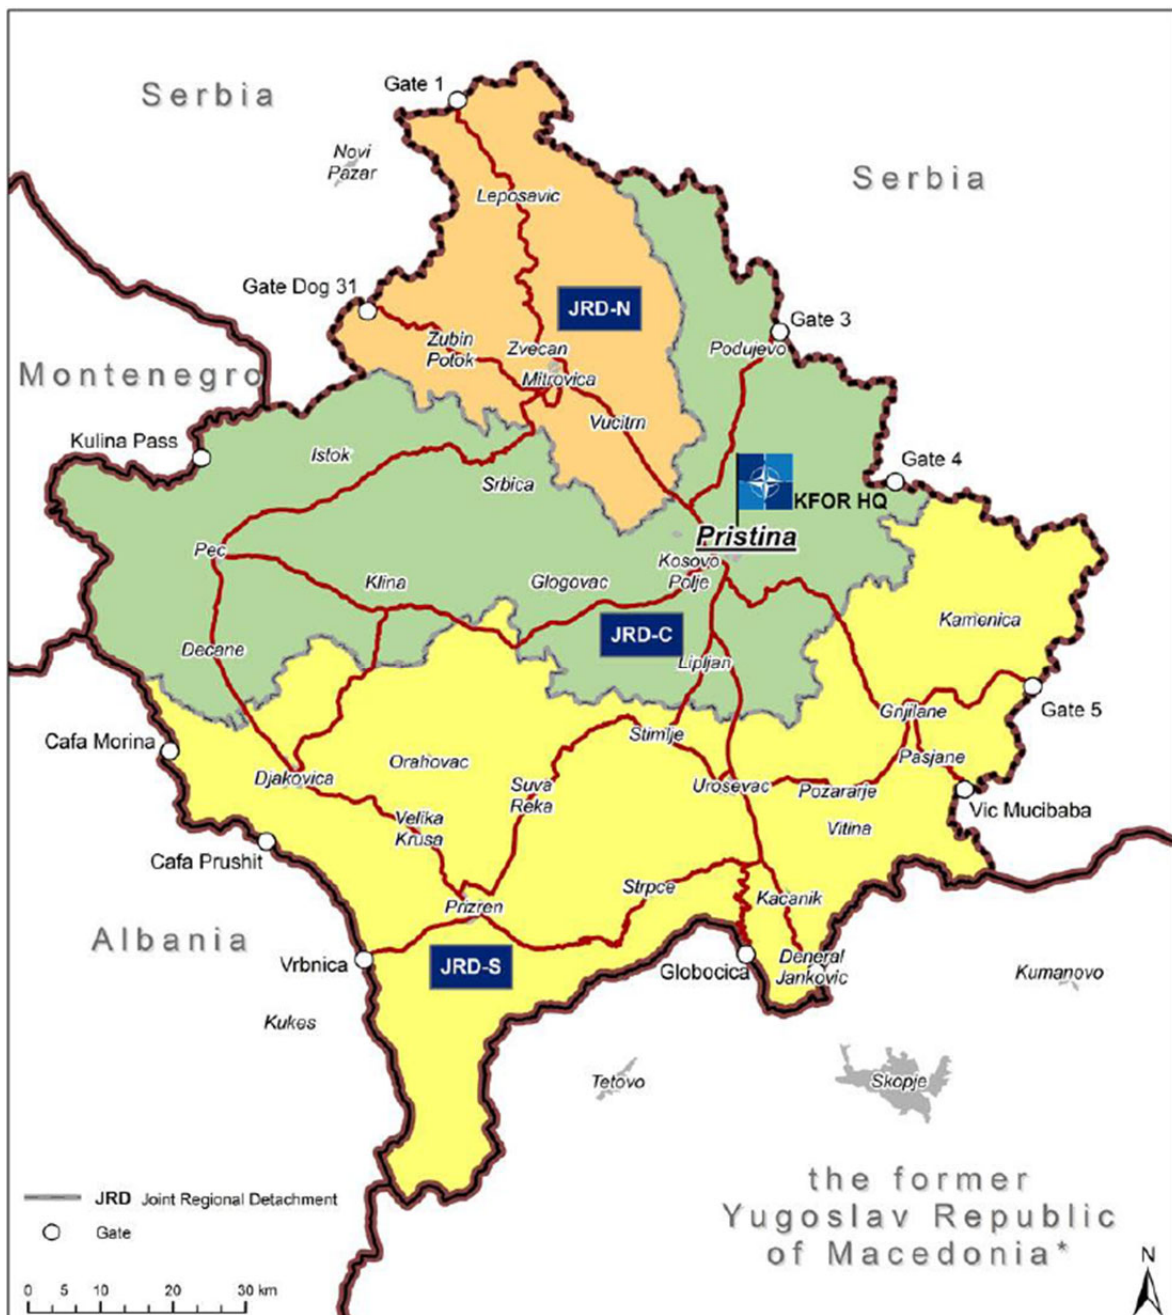 Gate 1
Serbia
Novi
Pazar
Serbia
Leposavic
Gate Dog 31
JRD-N
Gate 3
Zubin
Potok
Zvecan
Podujevo
Montenegro
Mitrovica
Vucitrn
Kulina Pass
Istok
Gate 4
Srbica
KFOR HQ
Pristina
Pec
Kosovo
Polje
Klina
Glogovac
Kamenica
JRD-C
Decane
Lipljan
Gate 5
Gnjilane
Cafa Morina
Stimlje
Pasjane
Orahovac
Djakovica
Suva
Reka
Urosevac
Pozararje
Vic Mucibaba
Velika
Krusa
Vitina
Cafa Prushit
Strpce
Kacanik
Prizren
Albania
Vrbnica
JRD-S
Globocica
Deneral
Jankovic
Kumanovo
Kukes
Tetovo
Skopje
the former
Yugoslav Republic
of Macedonia*
JRD Joint Regional Detachment
Gate
N
0 5 10 20 30 km